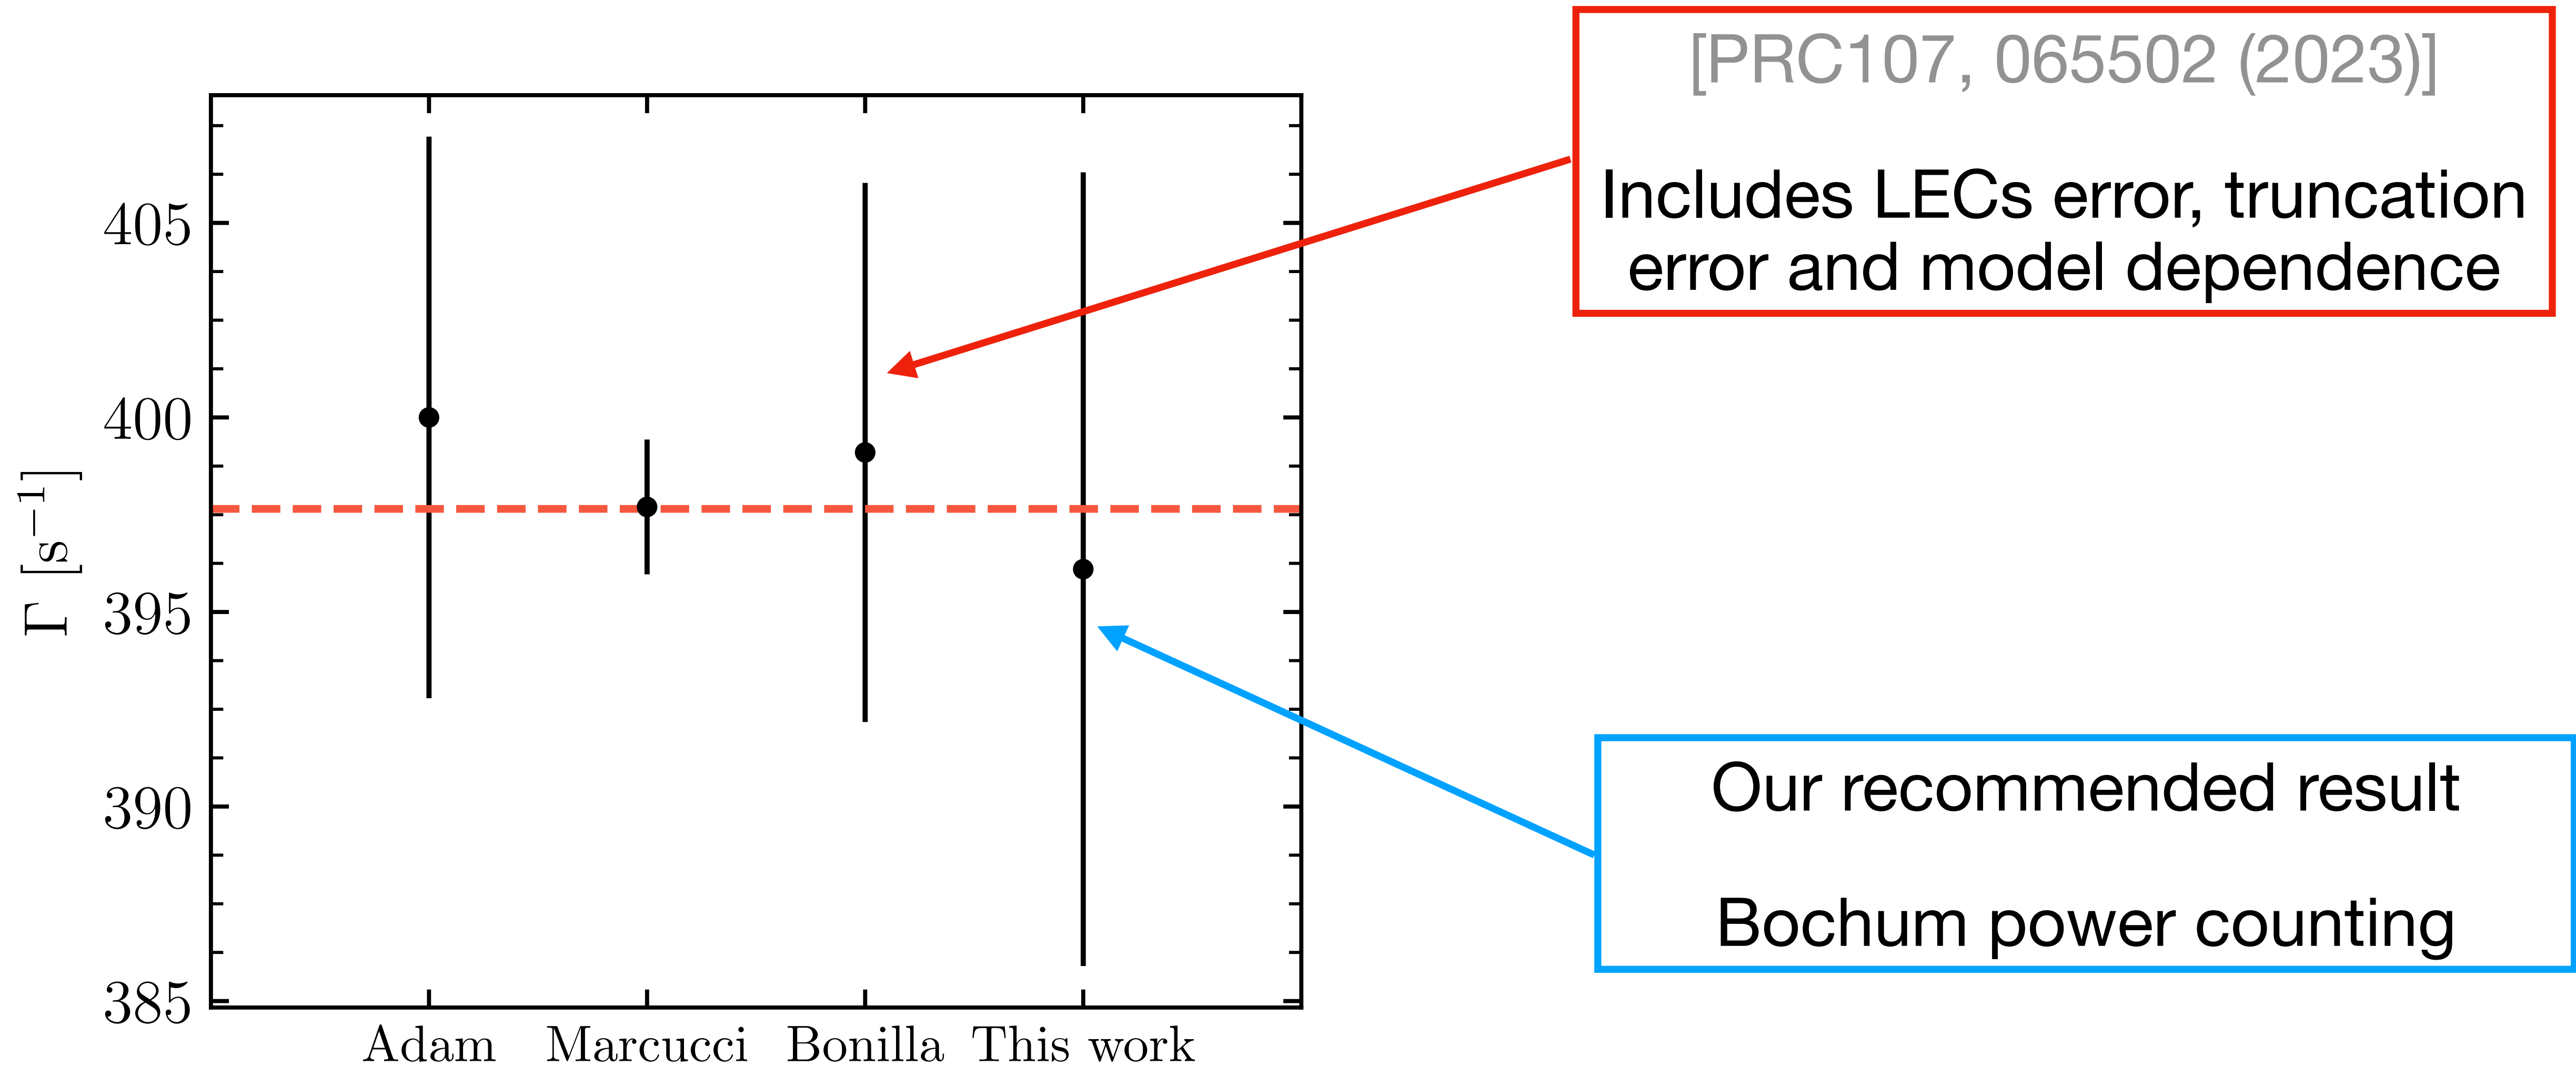 [PRC107, 065502 (2023)]
Includes LECs error, truncation
error and model dependence
405
400
395
390
385
Γ [s⁻¹]
Adam Marcucci Bonilla This work
Our recommended result
Bochum power counting